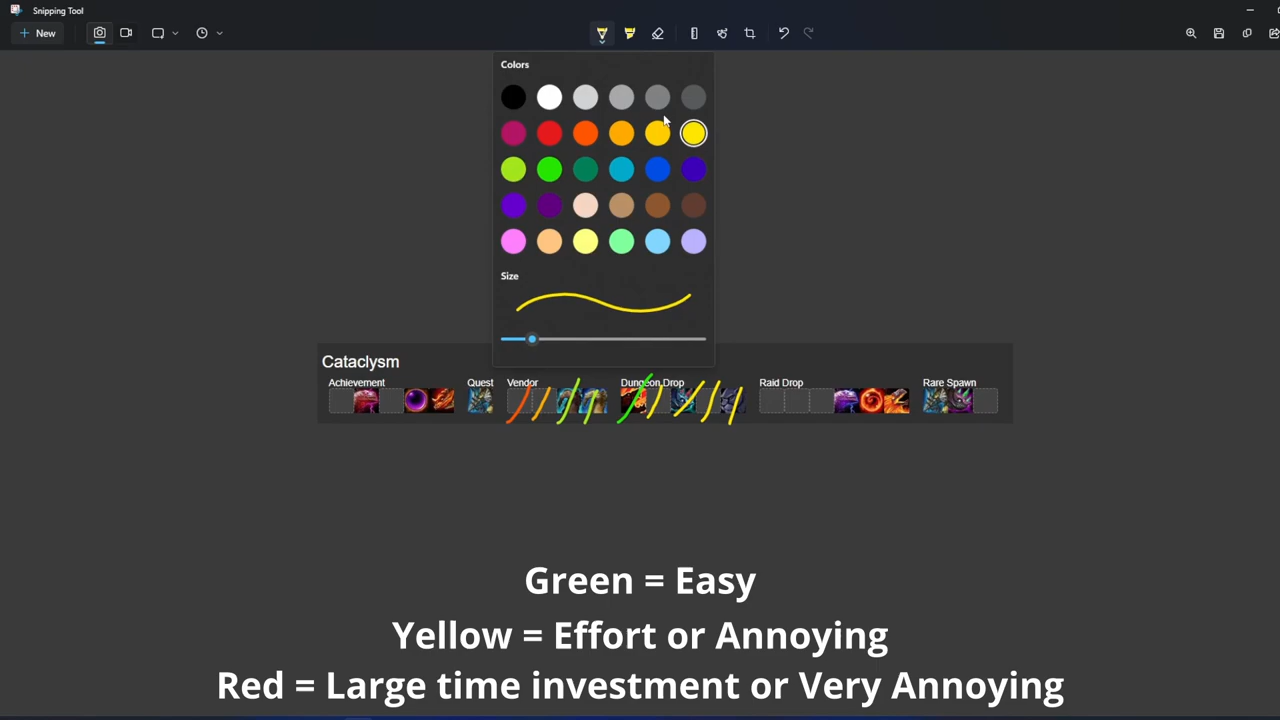 Snipping Tool
New
Colors
Size
Cataclysm
Achievement
Quest
Vendor
Dungeon Drop
Raid Drop
Rare Spawn
Green = Easy
Yellow = Effort or Annoying
Red = Large time investment or Very Annoying